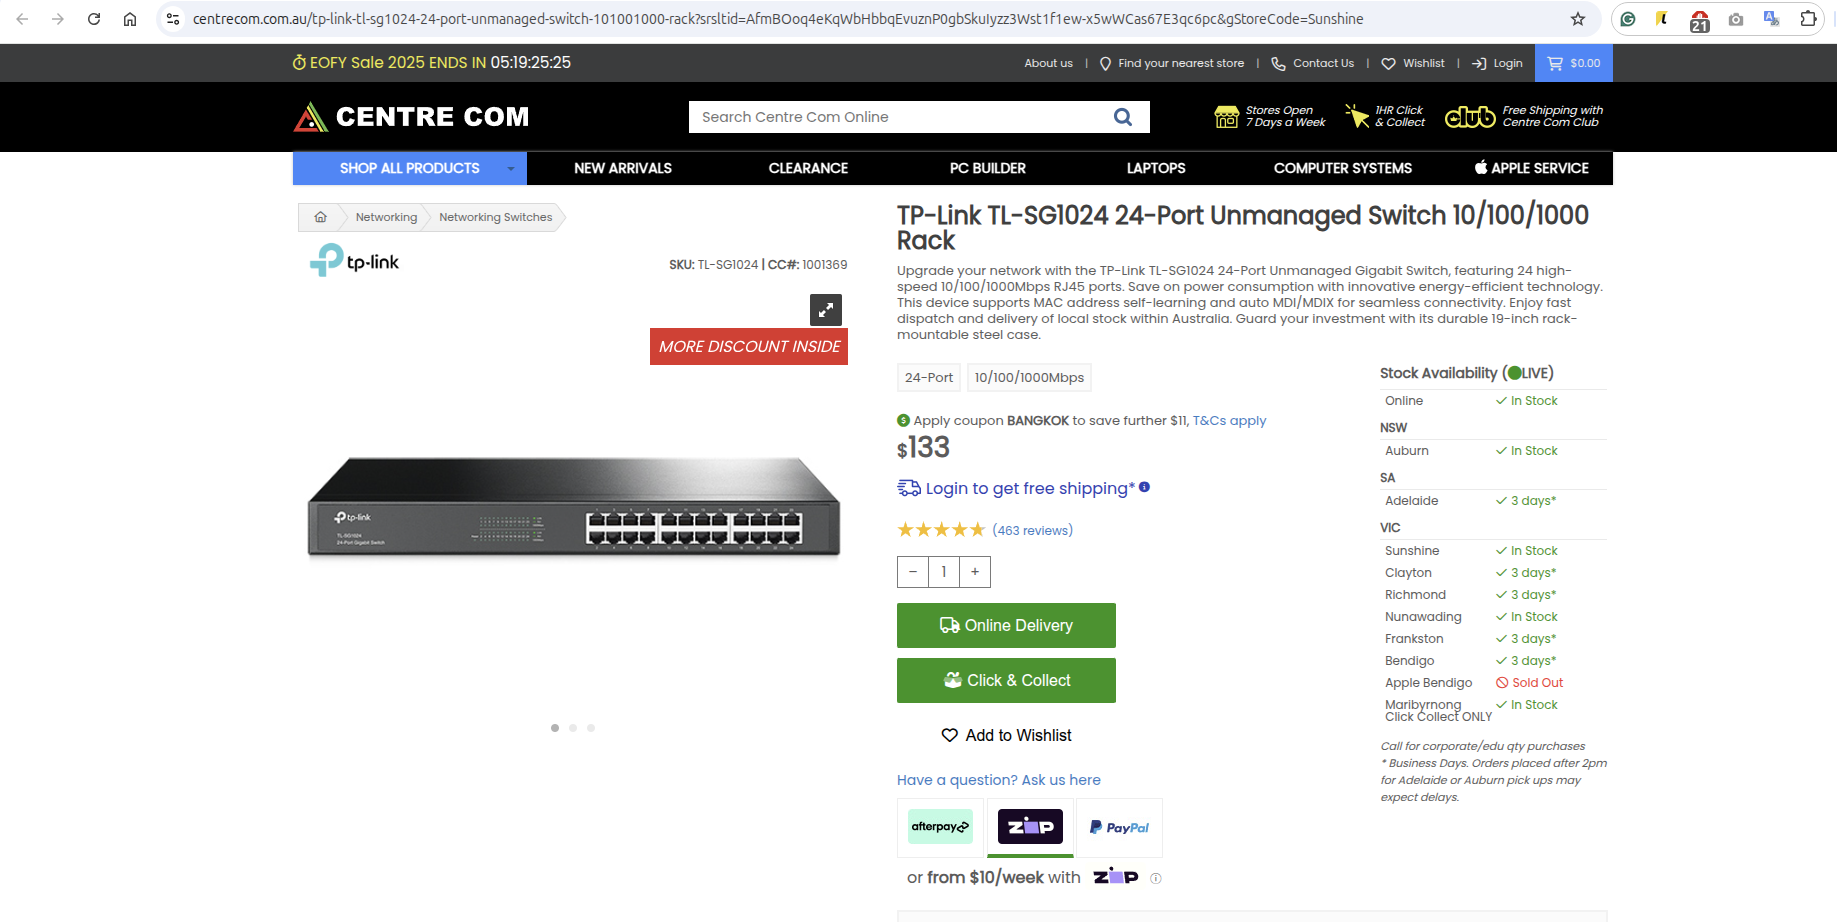 centrecom.com.au/tp-link-tl-sg1024-24-port-unmanaged-switch-101001000-rack?srsltid=AfmBOoq4eKqWbHbbqEvuznP0gbSkuIyzz3Wst1f1ew-x5wWCas67E3qc6pc&gStoreCode=Sunshine
21
EOFY Sale 2025 ENDS IN 05:19:25:25
About us | Find your nearest store | Contact Us | Wishlist | Login $0.00
CENTRE COM
Search Centre Com Online
Stores Open
7 Days a Week
1HR Click
& Collect
club
Free Shipping with
Centre Com Club
SHOP ALL PRODUCTS NEW ARRIVALS CLEARANCE PC BUILDER LAPTOPS COMPUTER SYSTEMS APPLE SERVICE
Networking Networking Switches
tp-link
SKU: TL-SG1024 | CC#: 1001369
MORE DISCOUNT INSIDE
tp-link
TL-SG1024
24-Port Gigabit Switch
TP-Link TL-SG1024 24-Port Unmanaged Switch 10/100/1000
Rack
Upgrade your network with the TP-Link TL-SG1024 24-Port Unmanaged Gigabit Switch, featuring 24 high-
speed 10/100/1000Mbps RJ45 ports. Save on power consumption with innovative energy-efficient technology.
This device supports MAC address self-learning and auto MDI/MDIX for seamless connectivity. Enjoy fast
dispatch and delivery of local stock within Australia. Guard your investment with its durable 19-inch rack-
mountable steel case.
24-Port 10/100/1000Mbps
Apply coupon BANGKOK to save further $11, T&Cs apply
$133
Login to get free shipping*
(463 reviews)
− 1 +
Online Delivery
Click & Collect
Add to Wishlist
Have a question? Ask us here
afterpay
zip
PayPal
or from $10/week with zip
Stock Availability (LIVE)
Online In Stock
NSW
Auburn In Stock
SA
Adelaide 3 days*
VIC
Sunshine In Stock
Clayton 3 days*
Richmond 3 days*
Nunawading In Stock
Frankston 3 days*
Bendigo 3 days*
Apple Bendigo Sold Out
Maribyrnong In Stock
Click Collect ONLY
Call for corporate/edu qty purchases
* Business Days. Orders placed after 2pm
for Adelaide or Auburn pick ups may
expect delays.